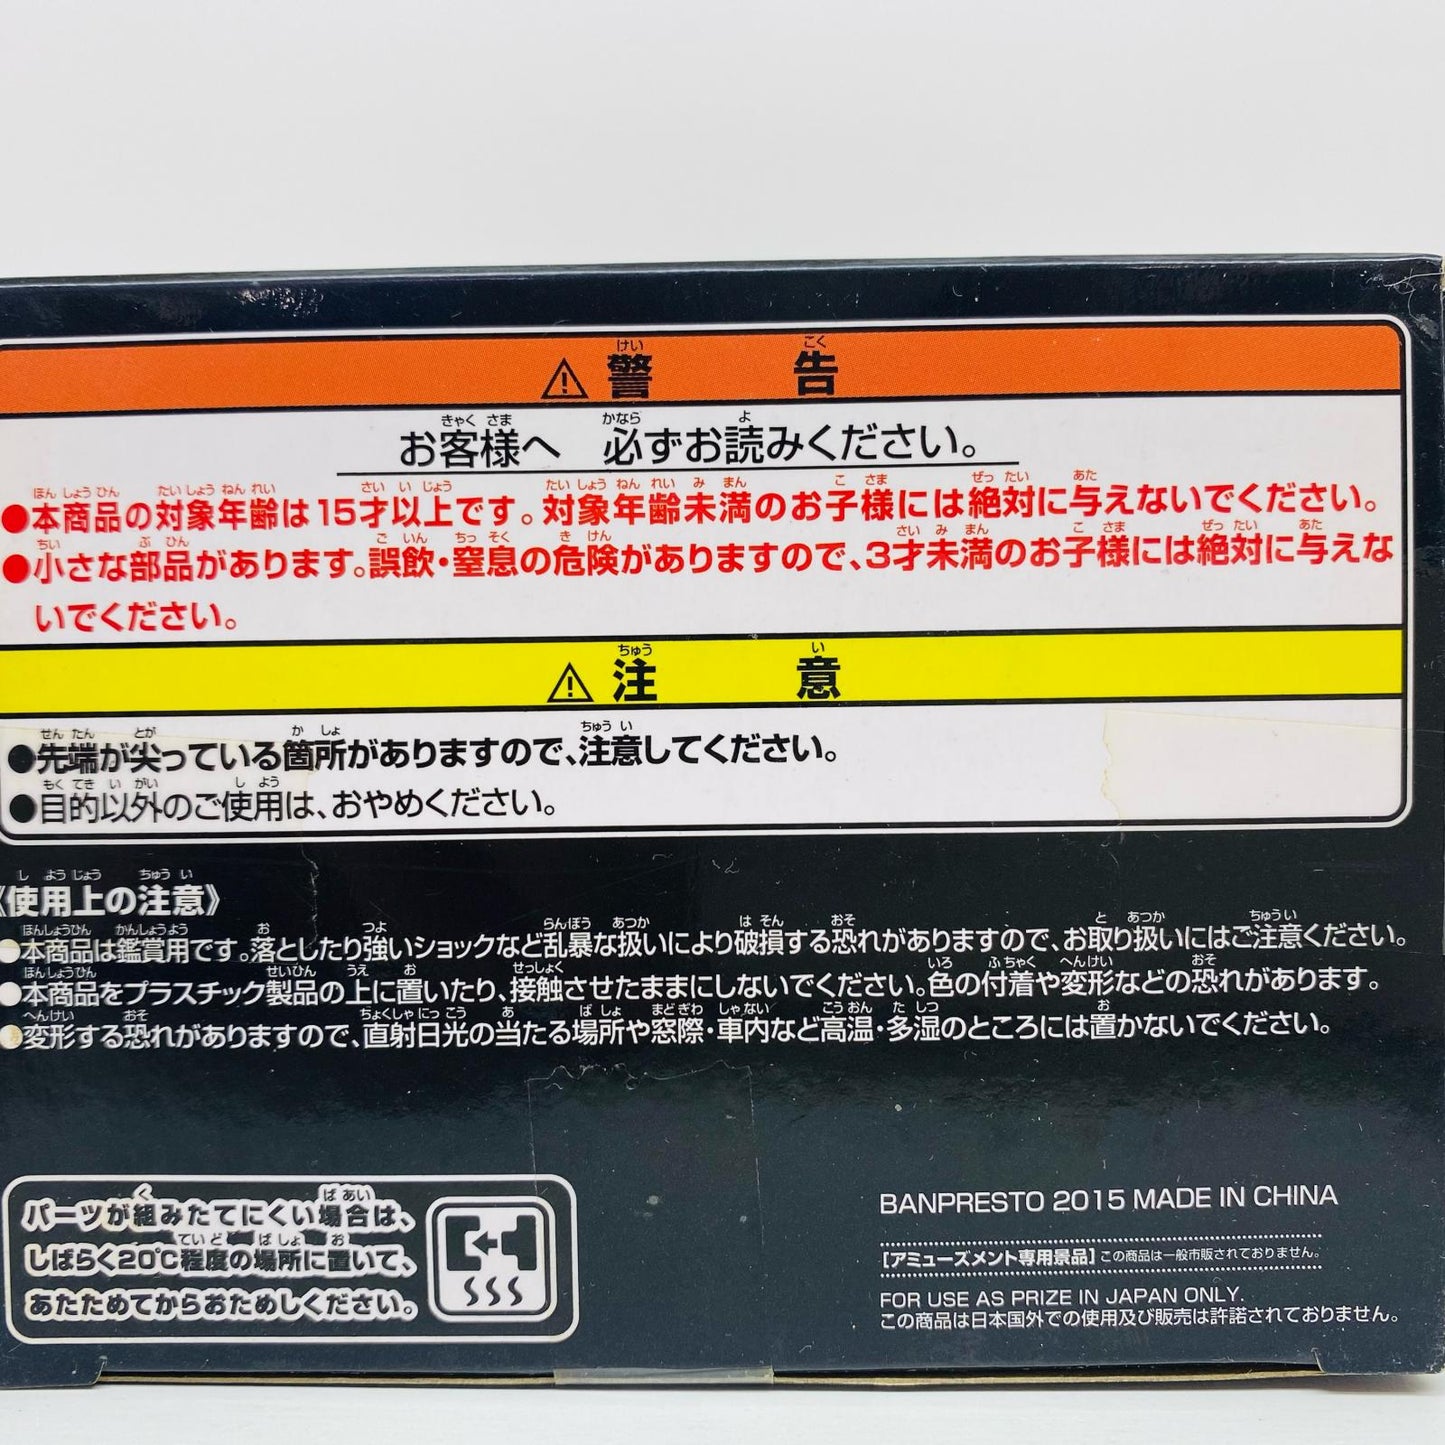 ⚠警告
お客様へ 必ずお読みください。
●本商品の対象年齢は15才以上です。対象年齢未満のお子様には絶対に与えないでください。
●小さな部品があります。誤飲・窒息の危険がありますので、3才未満のお子様には絶対に与えな
いでください。
⚠注意
●先端が尖っている箇所がありますので、注意してください。
●目的以外のご使用は、おやめください。
《使用上の注意》
●本商品は鑑賞用です。落としたり強いショックなど乱暴な扱いにより破損する恐れがありますので、お取り扱いにはご注意ください。
●本商品をプラスチック製品の上に置いたり、接触させたままにしないでください。色の付着や変形などの恐れがあります。
●変形する恐れがありますので、直射日光の当たる場所や窓際・車内など高温・多湿のところには置かないでください。
パーツが組みたてにくい場合は、
しばらく20℃程度の場所に置いて、
あたためてからおためしください。
BANPRESTO 2015 MADE IN CHINA
[アミューズメント専用景品] この商品は一般市販されておりません。
FOR USE AS PRIZE IN JAPAN ONLY.
この商品は日本国外での使用及び販売は許諾されておりません。